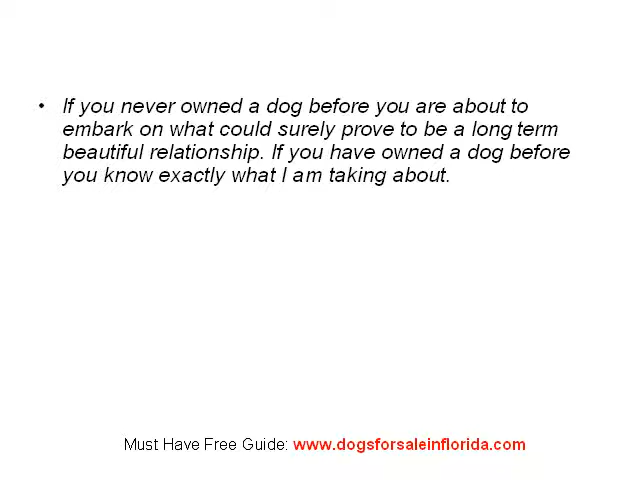 • If you never owned a dog before you are about to
embark on what could surely prove to be a long term
beautiful relationship. If you have owned a dog before
you know exactly what I am taking about.
Must Have Free Guide: www.dogsforsaleinflorida.com